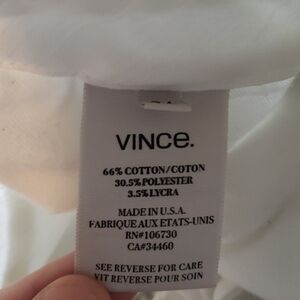 VINCE.
66% COTTON/COTON
30.5% POLYESTER
3.5% LYCRA
MADE IN U.S.A.
FABRIQUE AUX ETATS-UNIS
RN#106730
CA#34460
SEE REVERSE FOR CARE
VIT REVERSE POUR SOIN